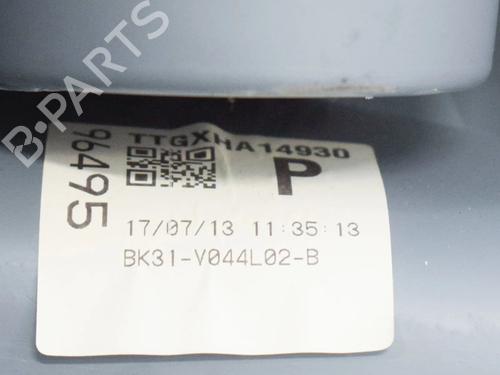 B-PARTS
TTGXHA14930
96495
P
17/07/13 11:35:13
BK31-V044L02-B